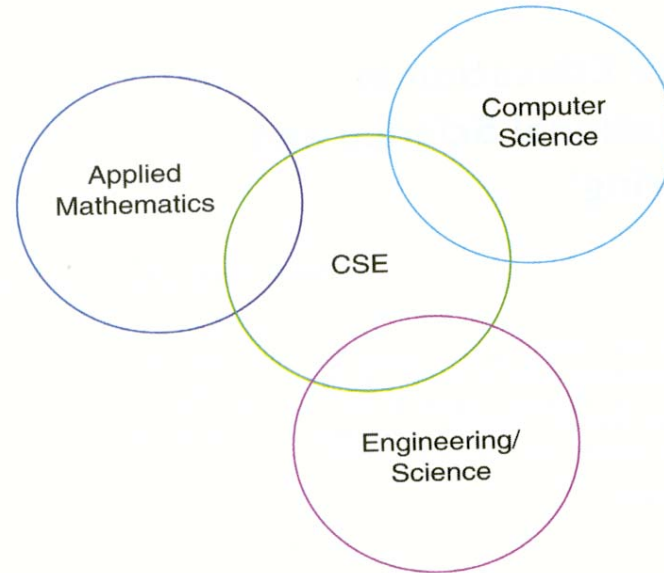 Computer
Science
Applied
Mathematics
CSE
Engineering/
Science